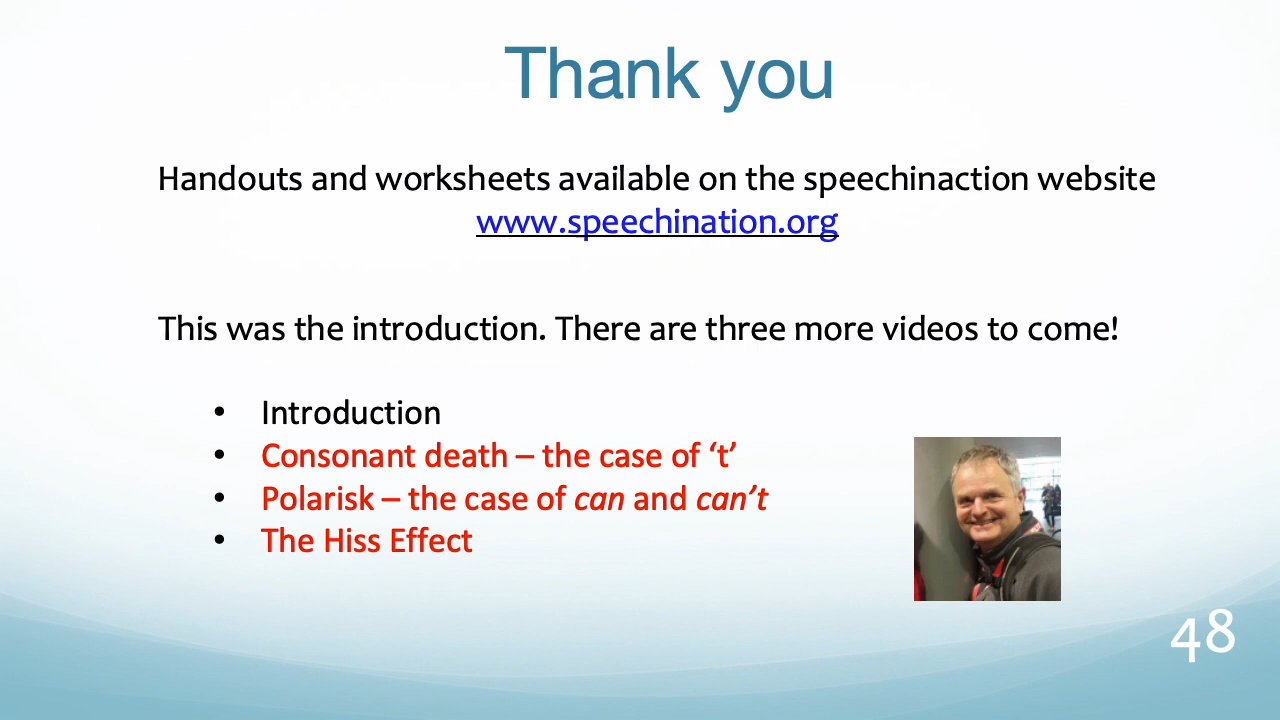 Thank you
Handouts and worksheets available on the speechinaction website
www.speechination.org
This was the introduction. There are three more videos to come!
• Introduction
• Consonant death – the case of ‘t’
• Polarisk – the case of can and can’t
• The Hiss Effect
48